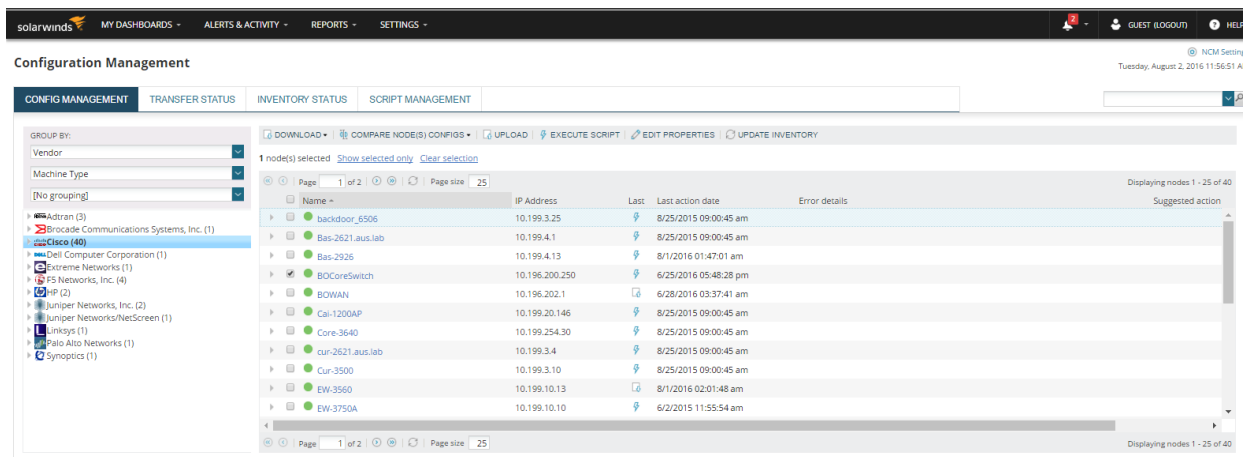 solarwinds MY DASHBOARDS ALERTS & ACTIVITY REPORTS SETTINGS 2 GUEST (LOGOUT) ? HELP
NCM Setting
Configuration Management
Tuesday, August 2, 2016 11:56:51 A
CONFIG MANAGEMENT TRANSFER STATUS INVENTORY STATUS SCRIPT MANAGEMENT
GROUP BY:
Vendor
Machine Type
[No grouping]
Adtran (3)
Brocade Communications Systems, Inc. (1)
Cisco (40)
Dell Computer Corporation (1)
Extreme Networks (1)
F5 Networks, Inc. (4)
HP (2)
Juniper Networks, Inc. (2)
Juniper Networks/NetScreen (1)
Linksys (1)
Palo Alto Networks (1)
Synoptics (1)
DOWNLOAD | COMPARE NODE(S) CONFIGS | UPLOAD | EXECUTE SCRIPT | EDIT PROPERTIES | UPDATE INVENTORY
1 node(s) selected Show selected only Clear selection
Page 1 of 2 Page size 25 Displaying nodes 1 - 25 of 40
Name IP Address Last Last action date Error details Suggested action
backdoor_6506 10.199.3.25 8/25/2015 09:00:45 am
Bas-2621.aus.lab 10.199.4.1 8/25/2015 09:00:45 am
Bas-2926 10.199.4.13 8/1/2016 01:47:01 am
BOCoreSwitch 10.196.200.250 6/25/2016 05:48:28 pm
BOWAN 10.196.202.1 6/28/2016 03:37:41 am
Cal-1200AP 10.199.20.146 8/25/2015 09:00:45 am
Core-3640 10.199.254.30 8/25/2015 09:00:45 am
cur-2621.aus.lab 10.199.3.4 8/25/2015 09:00:45 am
Cur-3500 10.199.3.10 8/25/2015 09:00:45 am
EW-3560 10.199.10.13 8/1/2016 02:01:48 am
EW-3750A 10.199.10.10 6/2/2015 11:55:54 am
Page 1 of 2 Page size 25 Displaying nodes 1 - 25 of 40